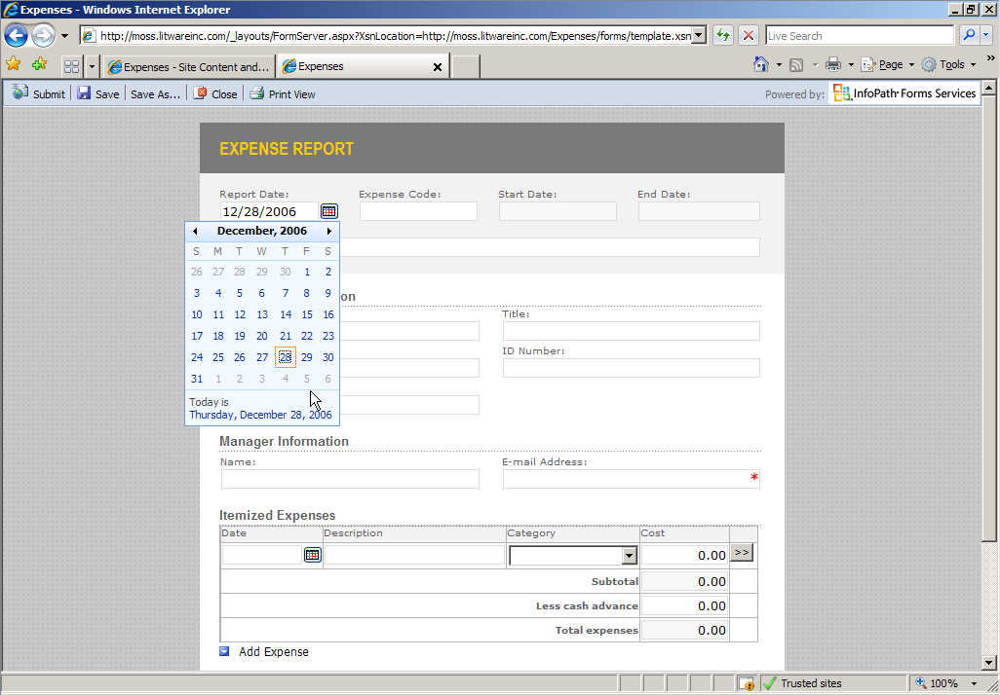 Expenses - Windows Internet Explorer
http://moss.litwareinc.com/_layouts/FormServer.aspx?XsnLocation=http://moss.litwareinc.com/Expenses/forms/template.xsn
Live Search
Expenses - Site Content and...
Expenses
Page
Tools
Submit
Save
Save As...
Close
Print View
Powered by:
InfoPath Forms Services
EXPENSE REPORT
Report Date:
Expense Code:
Start Date:
End Date:
12/28/2006
December, 2006
S M T W T F S
26 27 28 29 30 1 2
3 4 5 6 7 8 9
10 11 12 13 14 15 16
17 18 19 20 21 22 23
24 25 26 27 28 29 30
31 1 2 3 4 5 6
Today is
Thursday, December 28, 2006
on
Title:
ID Number:
Manager Information
Name:
E-mail Address:
*
Itemized Expenses
Date Description Category Cost
0.00 >>
Subtotal 0.00
Less cash advance 0.00
Total expenses 0.00
Add Expense
Trusted sites
100%